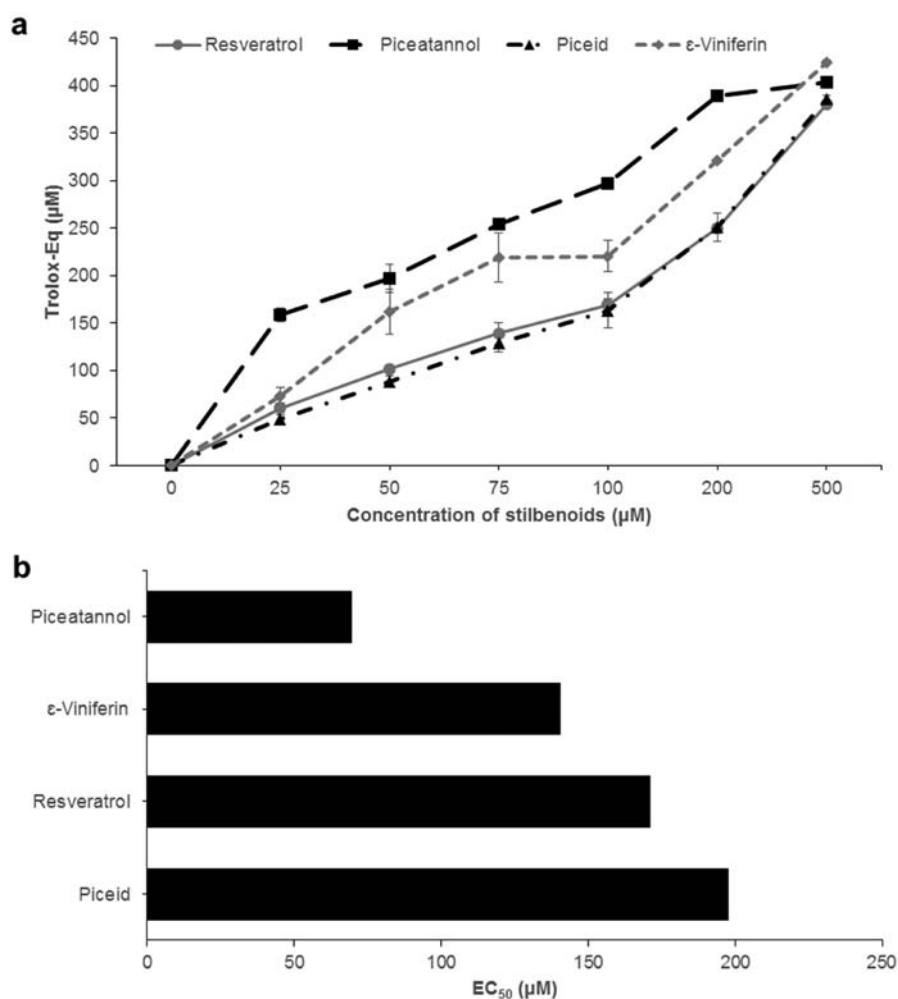 a
Resveratrol Piceatannol Piceid ε-Viniferin
450
400
350
300
250
200
150
100
50
0
Trolox-Eq (µM)
0 25 50 75 100 200 500
Concentration of stilbenoids (µM)
b
Piceatannol
ε-Viniferin
Resveratrol
Piceid
0 50 100 150 200 250
EC₅₀ (µM)